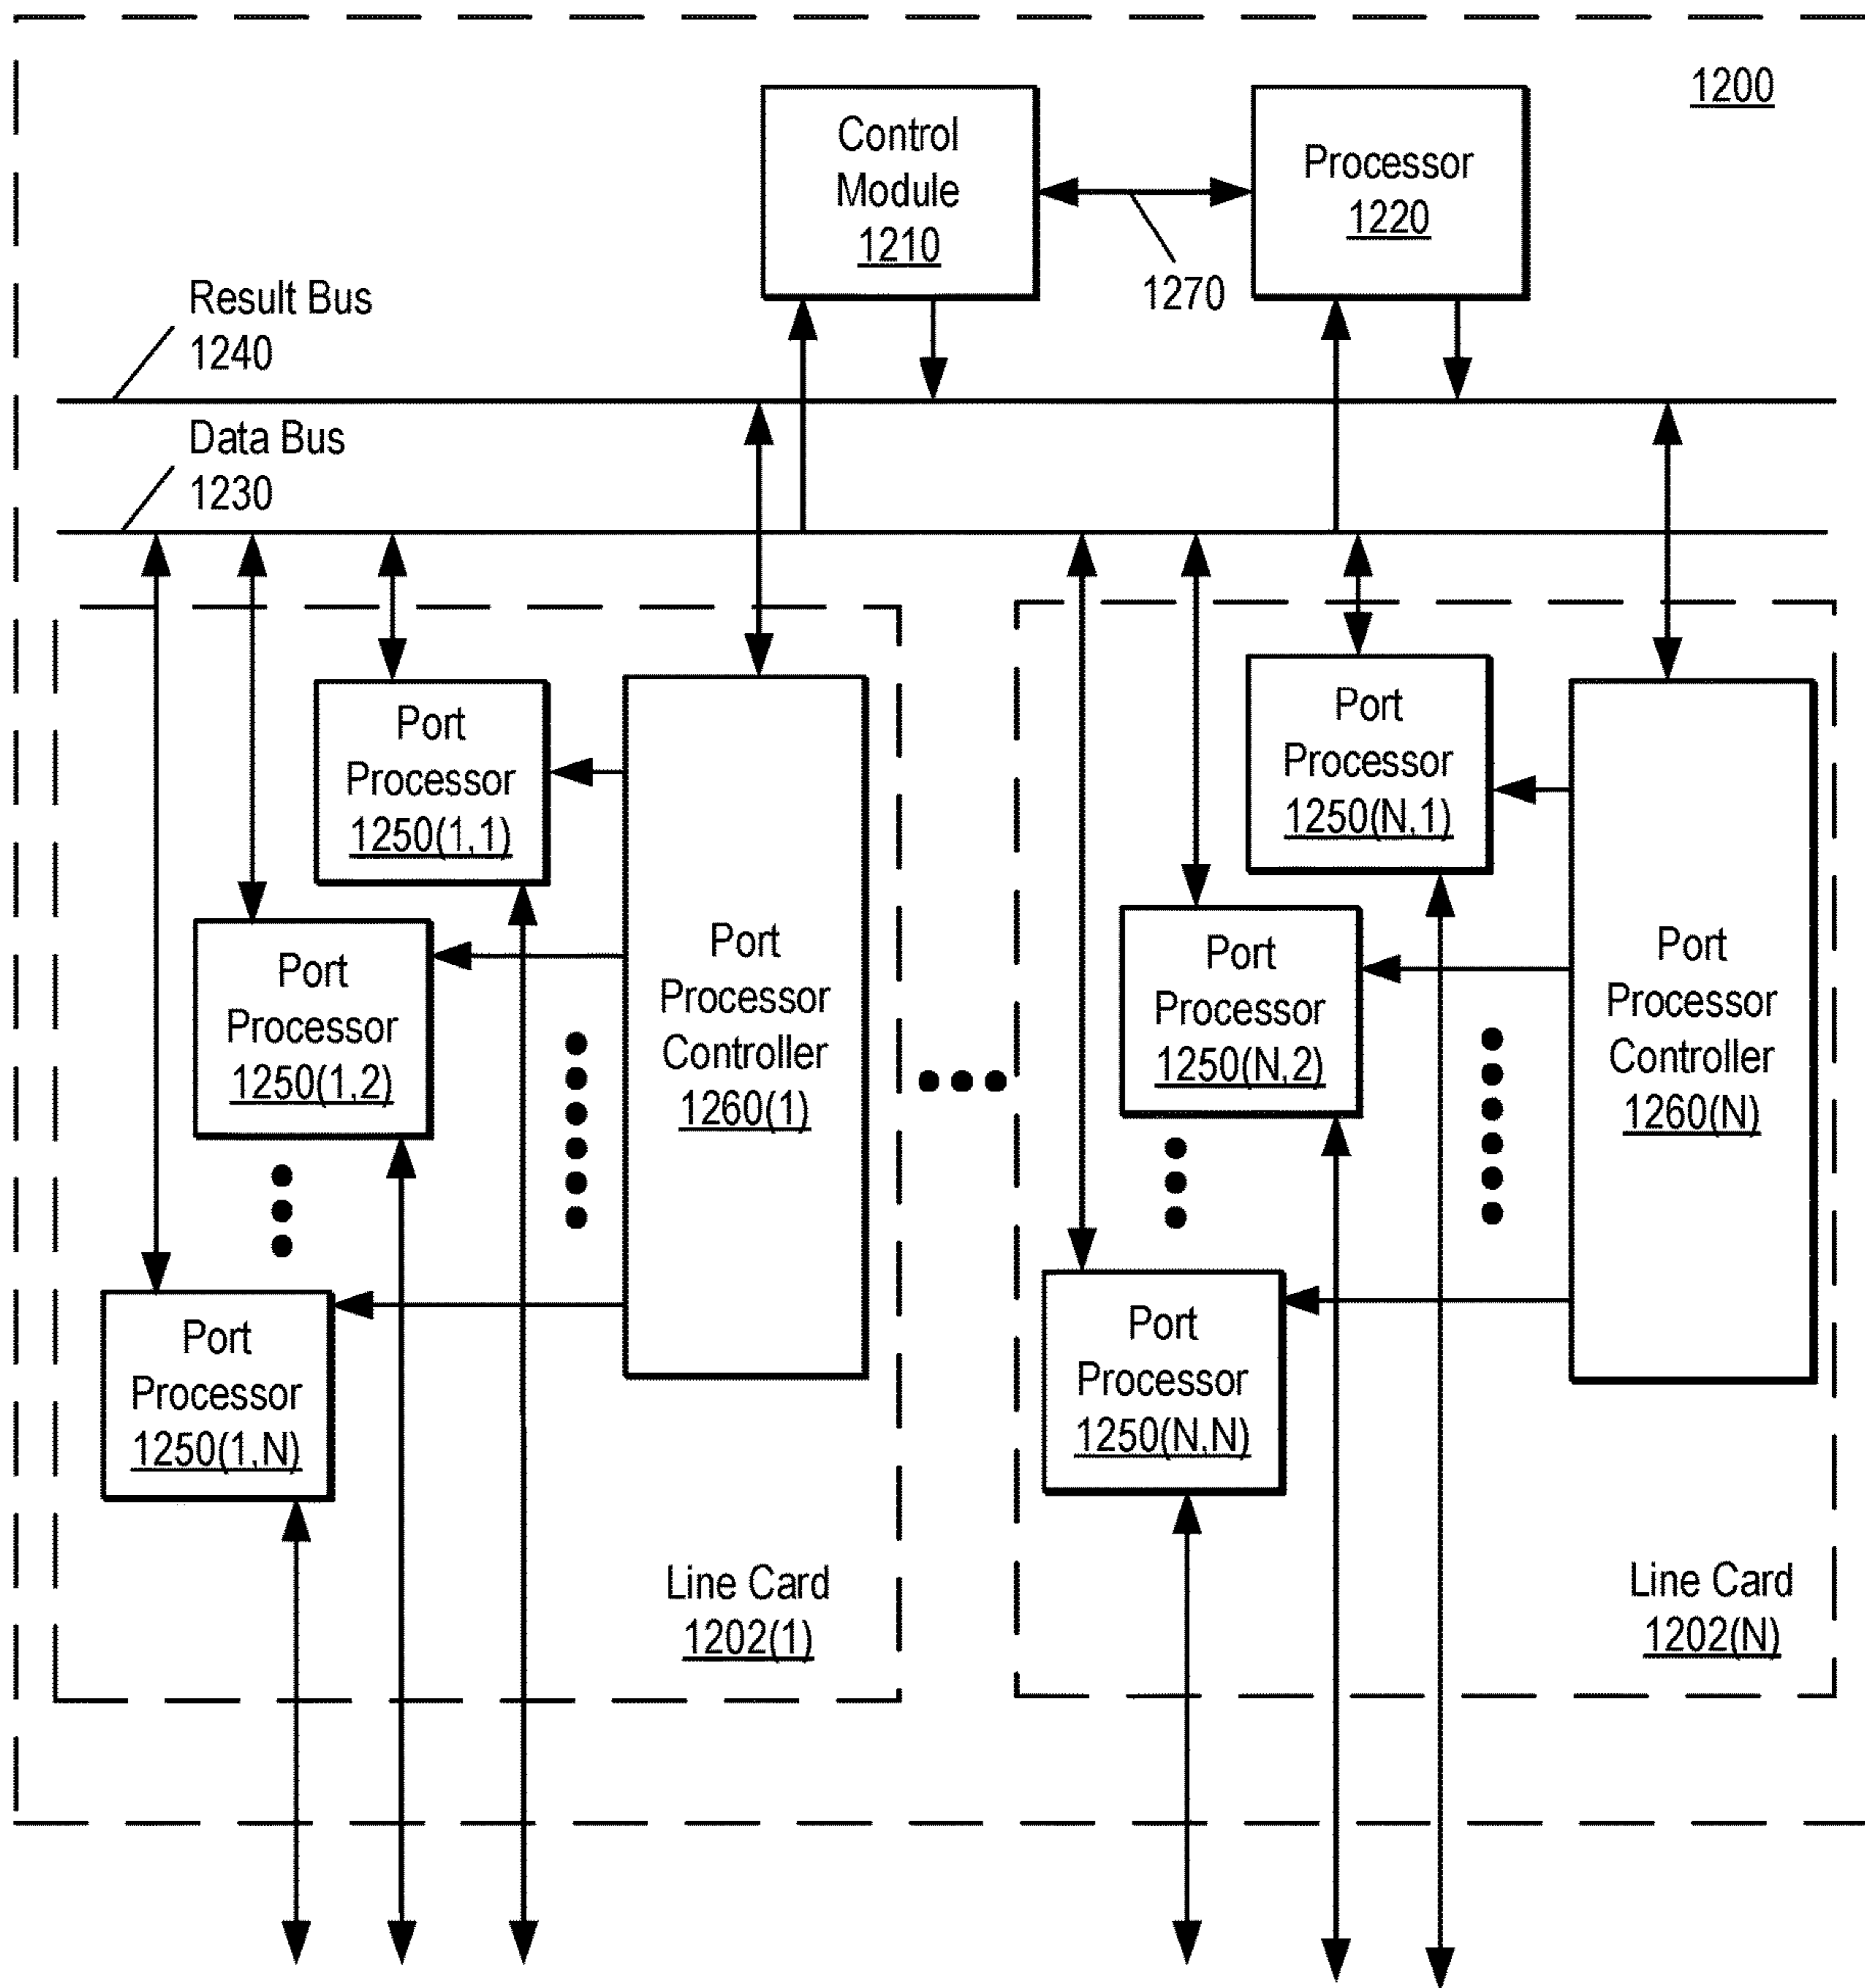 1200
Control
Module
1210
Processor
1220
1270
Result Bus
1240
Data Bus
1230
Port
Processor
1250(1,1)
Port
Processor
1250(1,2)
Port
Processor
1250(1,N)
Port
Processor
Controller
1260(1)
Line Card
1202(1)
Port
Processor
1250(N,1)
Port
Processor
1250(N,2)
Port
Processor
1250(N,N)
Port
Processor
Controller
1260(N)
Line Card
1202(N)